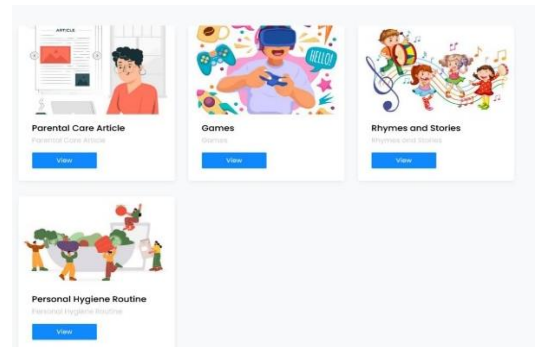 ARTICLE
HELLO!
Parental Care Article
Parental Care Article
View
Games
Games
View
Rhymes and Stories
Rhymes and Stories
View
Personal Hygiene Routine
Personal Hygiene Routine
View